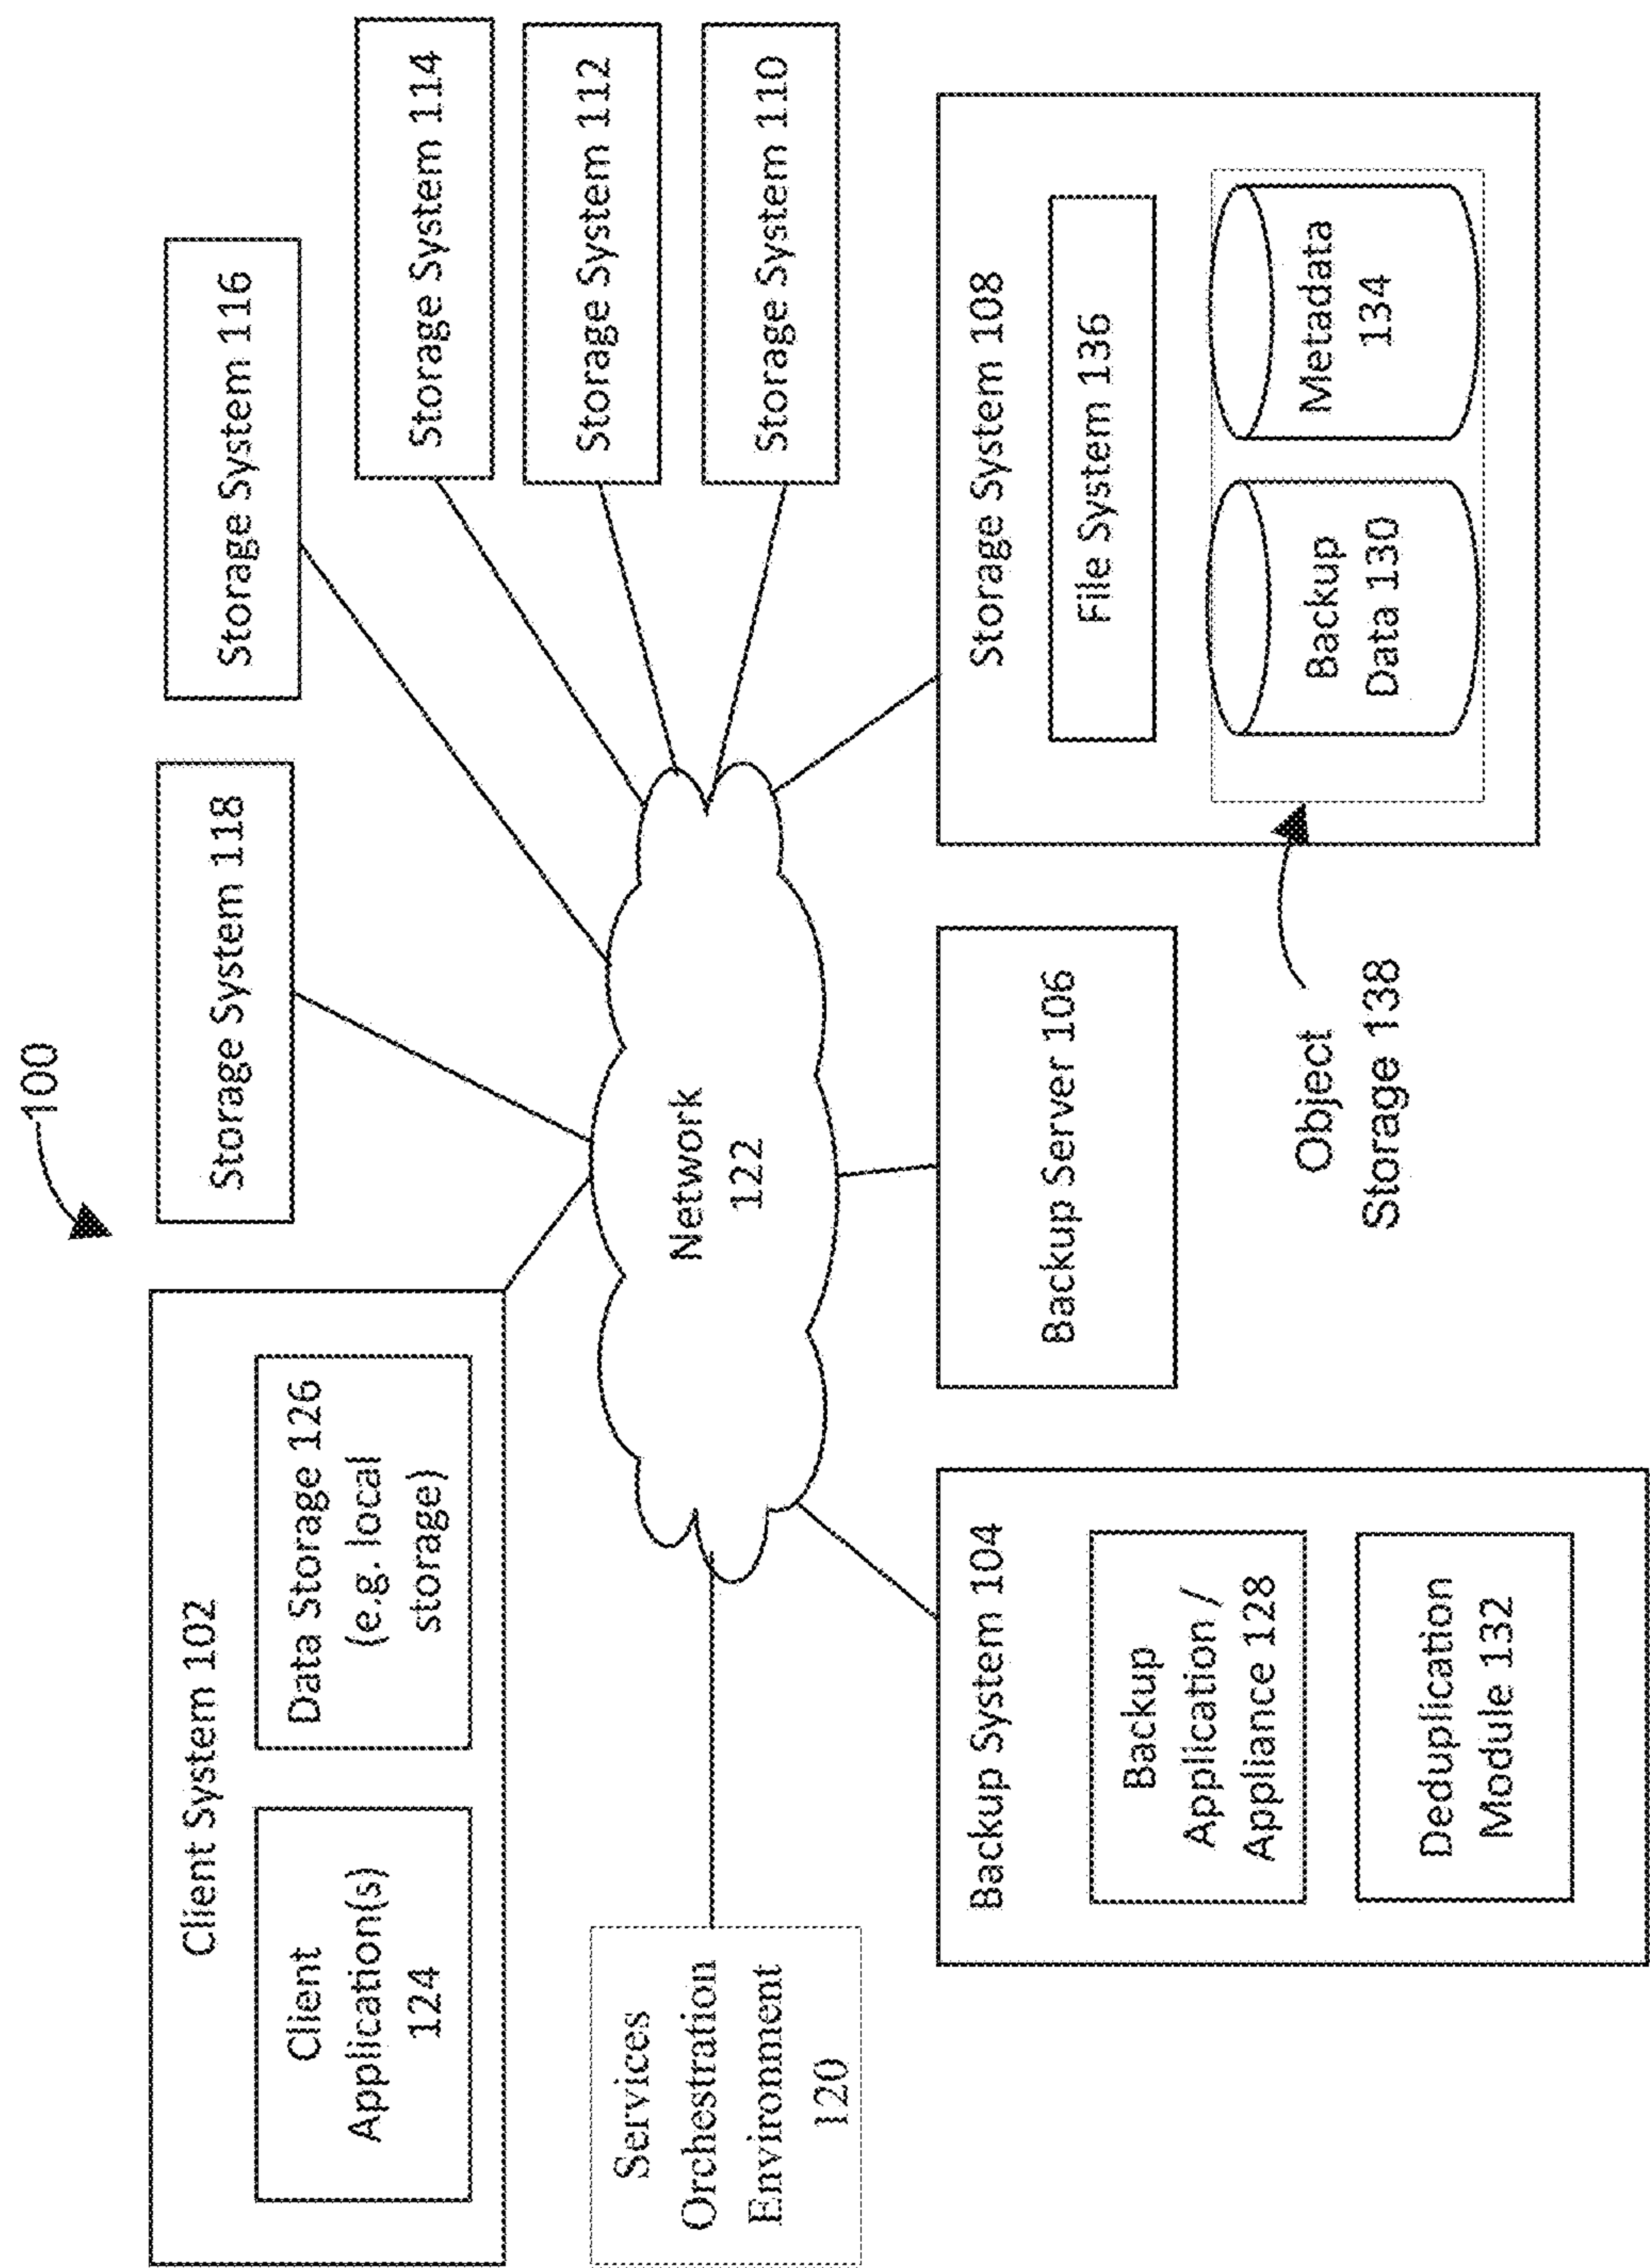 100
Client System 102
Client
Application(s)
124
Data Storage 126
(e.g. local
storage)
Storage System 118
Storage System 116
Storage System 114
Storage System 112
Storage System 110
Services
Orchestration
Environment
120
Network
122
Backup System 104
Backup
Application /
Appliance 128
Deduplication
Module 132
Backup Server 106
Storage System 108
File System 136
Backup
Data 130
Metadata
134
Object
Storage 138